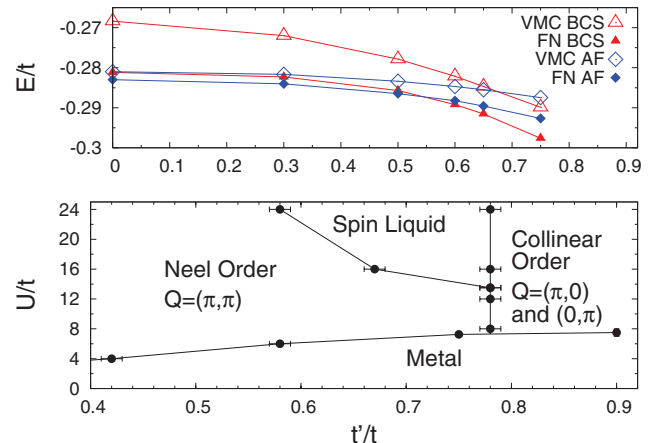 -0.27
-0.28
-0.29
-0.3
E/t
VMC BCS
FN BCS
VMC AF
FN AF
0 0.1 0.2 0.3 0.4 0.5 0.6 0.7 0.8 0.9
24
20
16
12
8
4
0
U/t
Spin Liquid
Neel Order
Q=(π,π)
Collinear
Order
Q=(π,0)
and (0,π)
Metal
0.4 0.5 0.6 0.7 0.8 0.9
t'/t